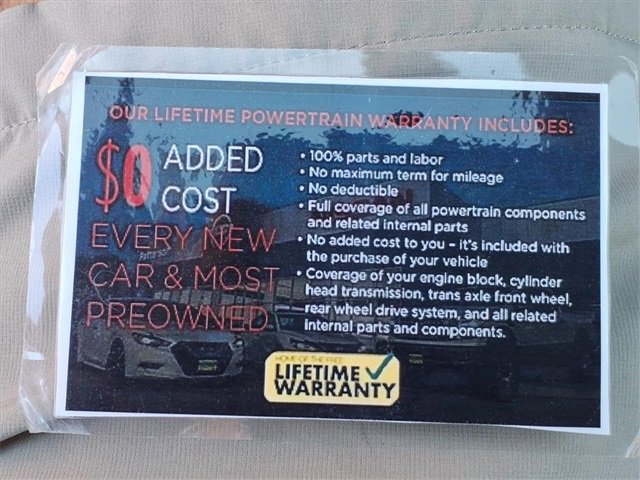 OUR LIFETIME POWERTRAIN WARRANTY INCLUDES:
$0 ADDED COST
EVERY NEW
CAR & MOST
PREOWNED
• 100% parts and labor
• No maximum term for mileage
• No deductible
• Full coverage of all powertrain components
and related internal parts
• No added cost to you – it's included with
the purchase of your vehicle
• Coverage of your engine block, cylinder
head transmission, trans axle front wheel,
rear wheel drive system, and all related
internal parts and components.
HOME OF THE FREE
LIFETIME
WARRANTY